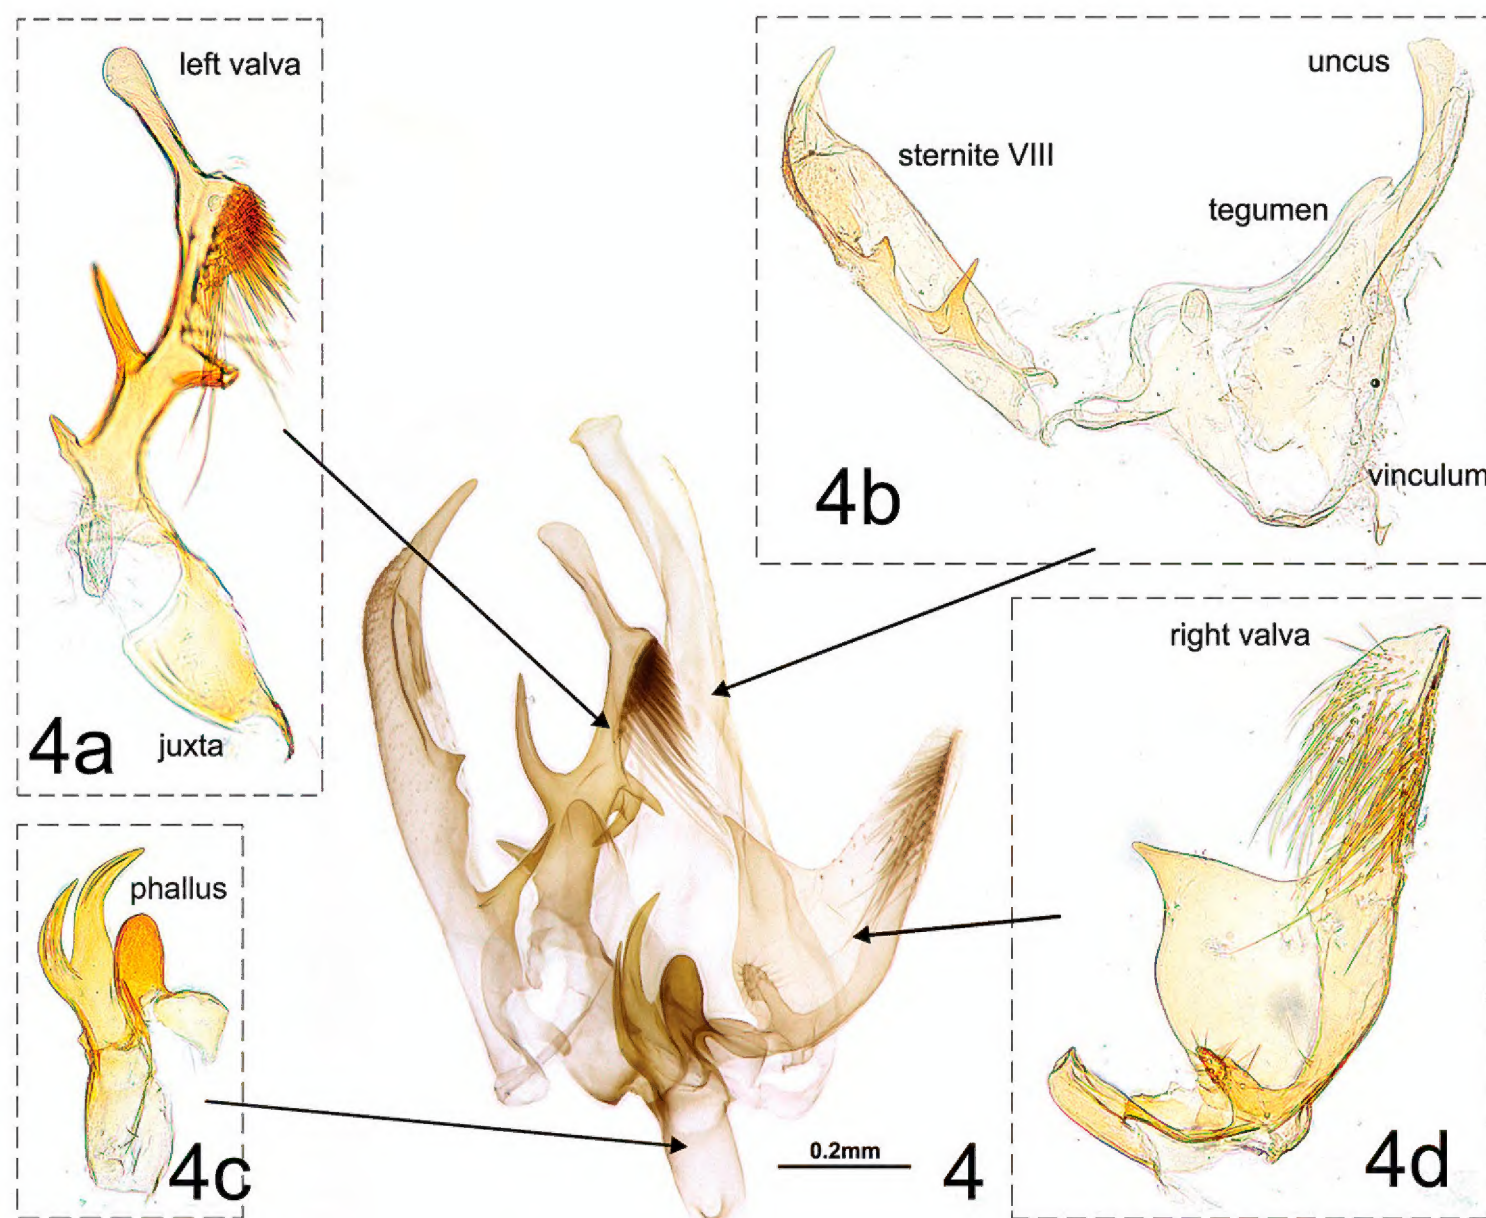 left valva
4a
juxta
uncus
sternite VIII
tegumen
4b
vinculum
phallus
4c
0.2mm
4
right valva
4d